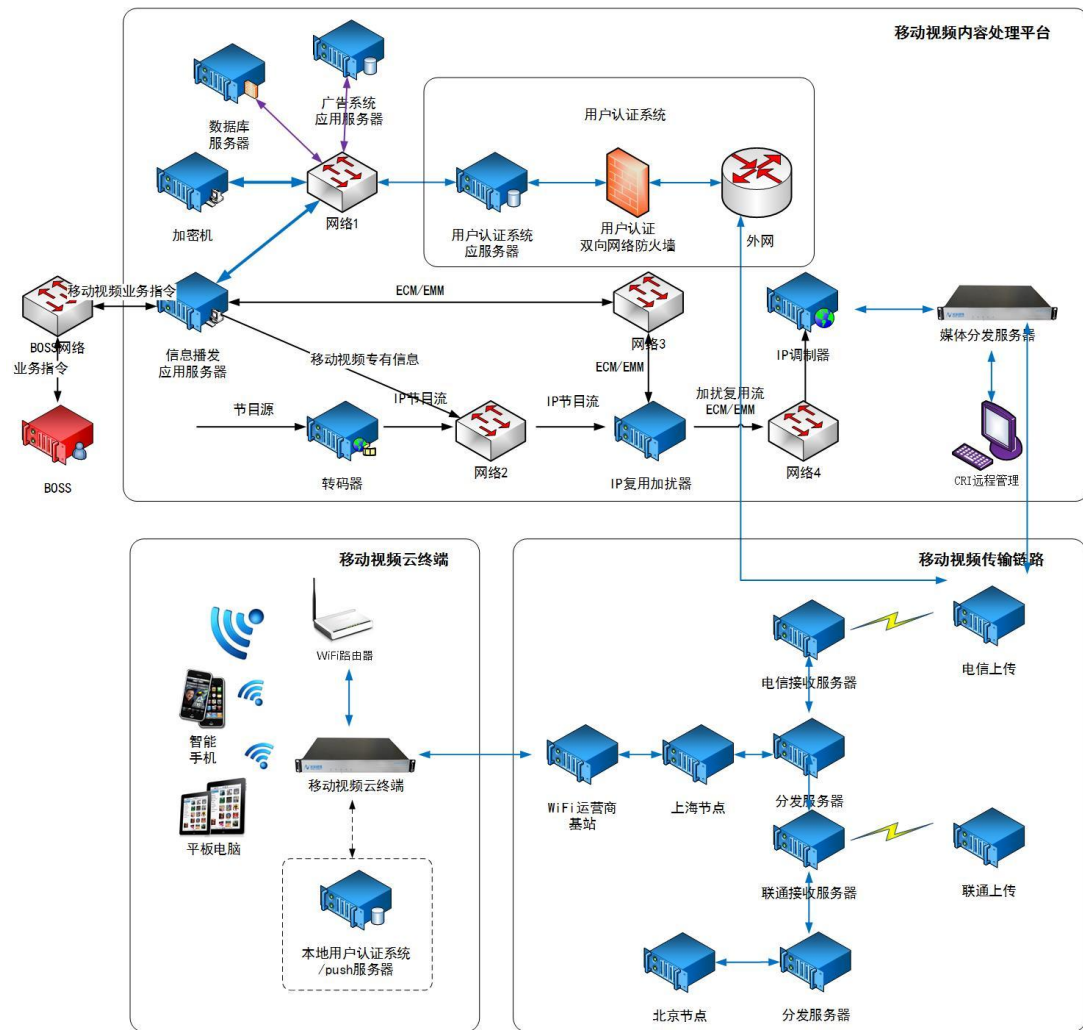 移动视频内容处理平台
广告系统
应用服务器
数据库
服务器
用户认证系统
加密机
网络1
用户认证系统
应服务器
用户认证
双向网络防火墙
外网
移动视频业务指令
ECM/EMM
BOSS网络
信息播发
应用服务器
网络3
IP调制器
媒体分发服务器
业务指令
移动视频专有信息
ECM/EMM
节目源
IP节目流
IP节目流
加扰复用流
ECM/EMM
BOSS
转码器
网络2
IP复用加扰器
网络4
CRI远程管理
移动视频云终端
WiFi路由器
智能
手机
移动视频云终端
平板电脑
本地用户认证系统
/push服务器
移动视频传输链路
电信接收服务器
电信上传
WiFi运营商
基站
上海节点
分发服务器
联通接收服务器
联通上传
北京节点
分发服务器